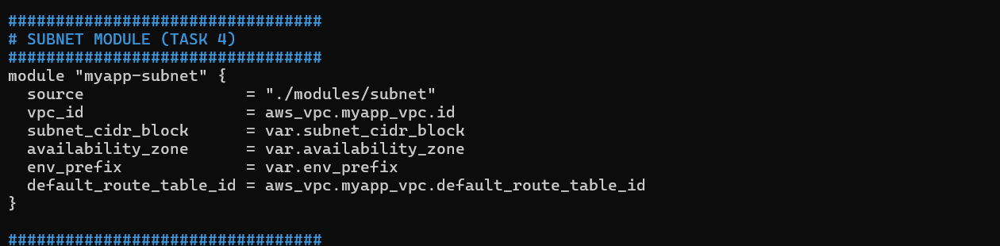 #################################
# SUBNET MODULE (TASK 4)
#################################
module "myapp-subnet" {
  source                 = "./modules/subnet"
  vpc_id                 = aws_vpc.myapp_vpc.id
  subnet_cidr_block      = var.subnet_cidr_block
  availability_zone      = var.availability_zone
  env_prefix             = var.env_prefix
  default_route_table_id = aws_vpc.myapp_vpc.default_route_table_id
}
#################################